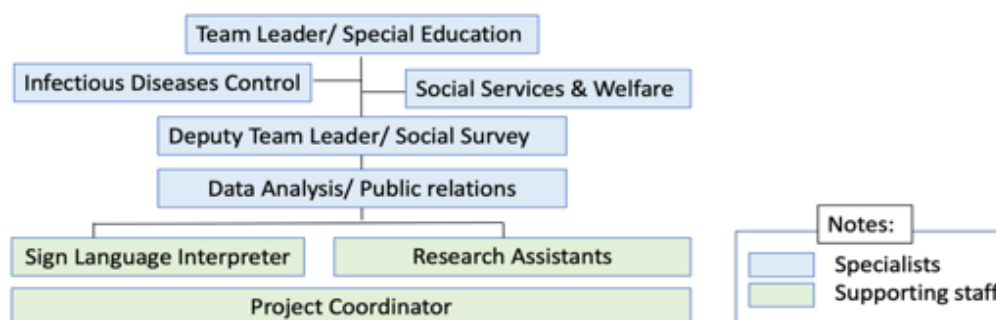 Team Leader/ Special Education
Infectious Diseases Control
Social Services & Welfare
Deputy Team Leader/ Social Survey
Data Analysis/ Public relations
Sign Language Interpreter
Research Assistants
Project Coordinator
Notes:
Specialists
Supporting staff